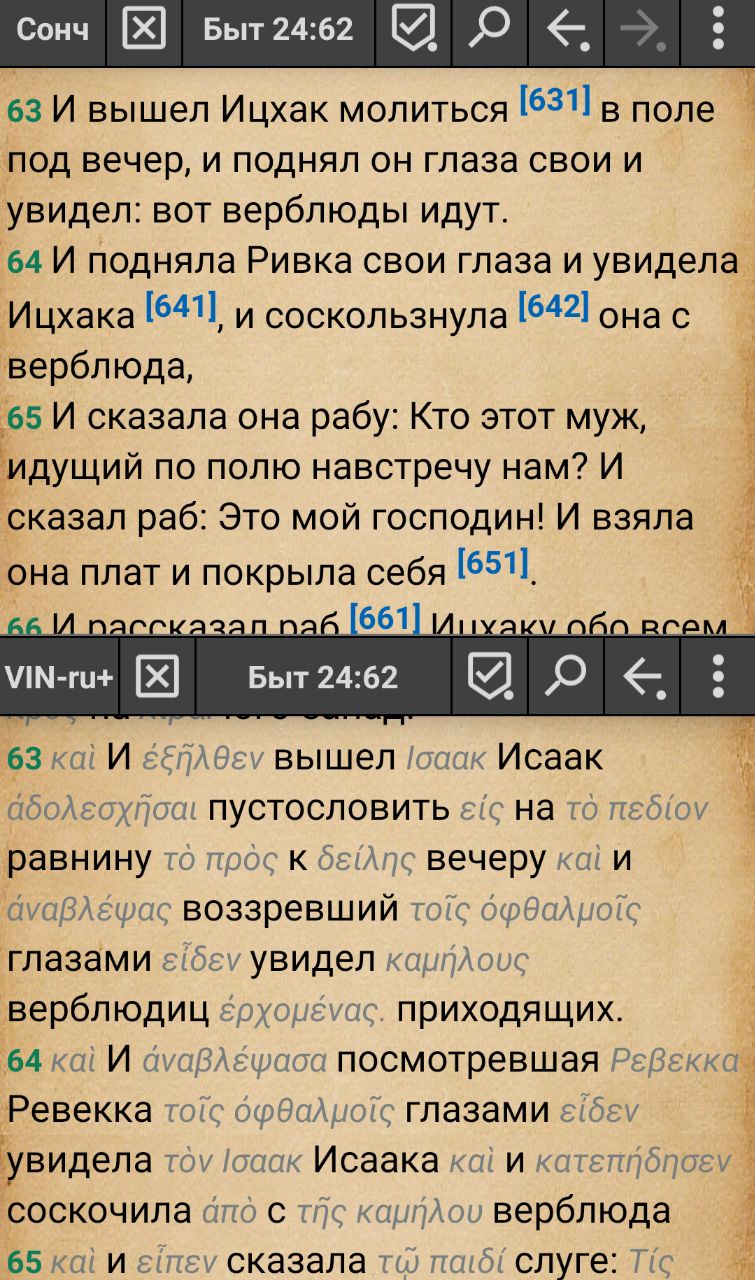 Сонч Быт 24:62
63 И вышел Ицхак молиться [631] в поле
под вечер, и поднял он глаза свои и
увидел: вот верблюды идут.
64 И подняла Ривка свои глаза и увидела
Ицхака [641], и соскользнула [642] она с
верблюда,
65 И сказала она рабу: Кто этот муж,
идущий по полю навстречу нам? И
сказал раб: Это мой господин! И взяла
она плат и покрыла себя [651].
66 И рассказал раб [661] Ицхаку обо всем
VIN-ru+ Быт 24:62
63 καὶ И ἐξῆλθεν вышел Ισαακ Исаак
ἀδολεσχῆσαι пустословить εἰς на τὸ πεδίον
равнину τὸ πρὸς к δείλης вечеру καὶ и
ἀναβλέψας воззревший τοῖς ὀφθαλμοῖς
глазами εἶδεν увидел καμήλους
верблюдиц ἐρχομένας. приходящих.
64 καὶ И ἀναβλέψασα посмотревшая Ρεβεκκα
Ревекка τοῖς ὀφθαλμοῖς глазами εἶδεν
увидела τὸν Ισαακ Исаака καὶ и κατεπήδησεν
соскочила ἀπὸ с τῆς καμήλου верблюда
65 καὶ и εἶπεν сказала τῷ παιδί слуге: Τίς